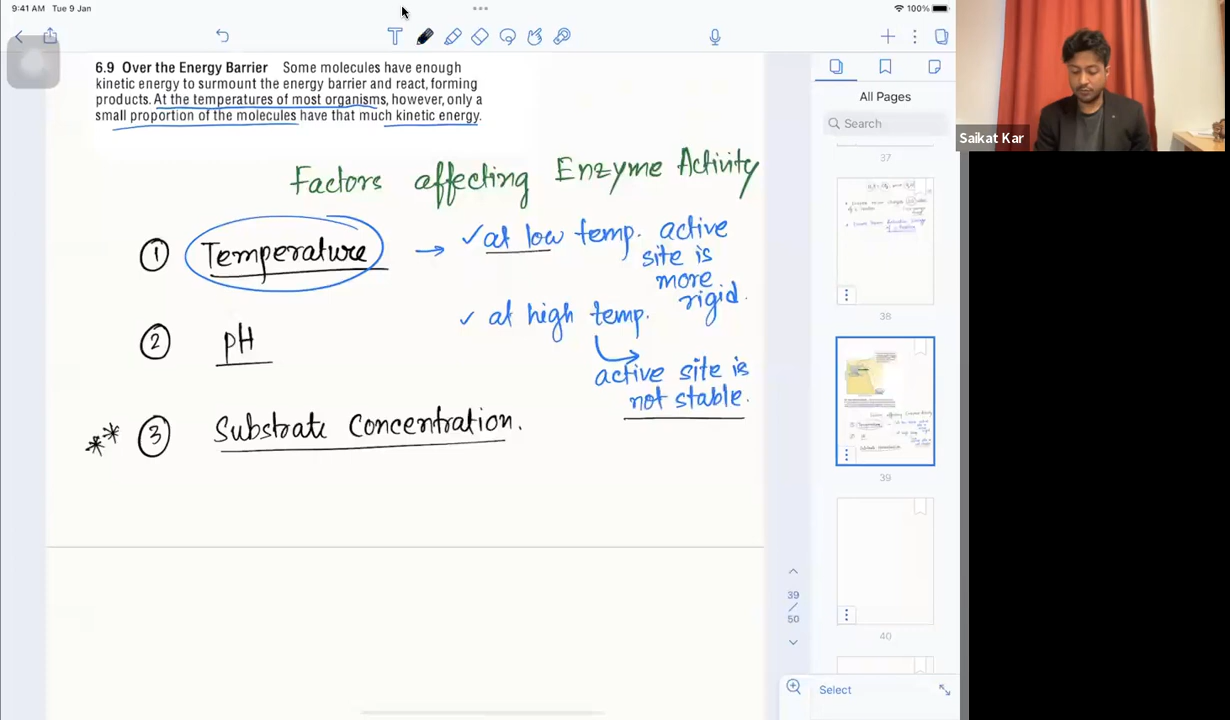 9:41 AM Tue 9 Jan
100%
6.9 Over the Energy Barrier Some molecules have enough
kinetic energy to surmount the energy barrier and react, forming
products. At the temperatures of most organisms, however, only a
small proportion of the molecules have that much kinetic energy.
Factors affecting Enzyme Activity
① Temperature → ✓ at low temp. active
site is
more
rigid.
✓ at high temp.
active site is
not stable.
② pH
** ③ Substrate Concentration.
All Pages
Search
37
38
39
40
39
/
50
Select
Saikat Kar